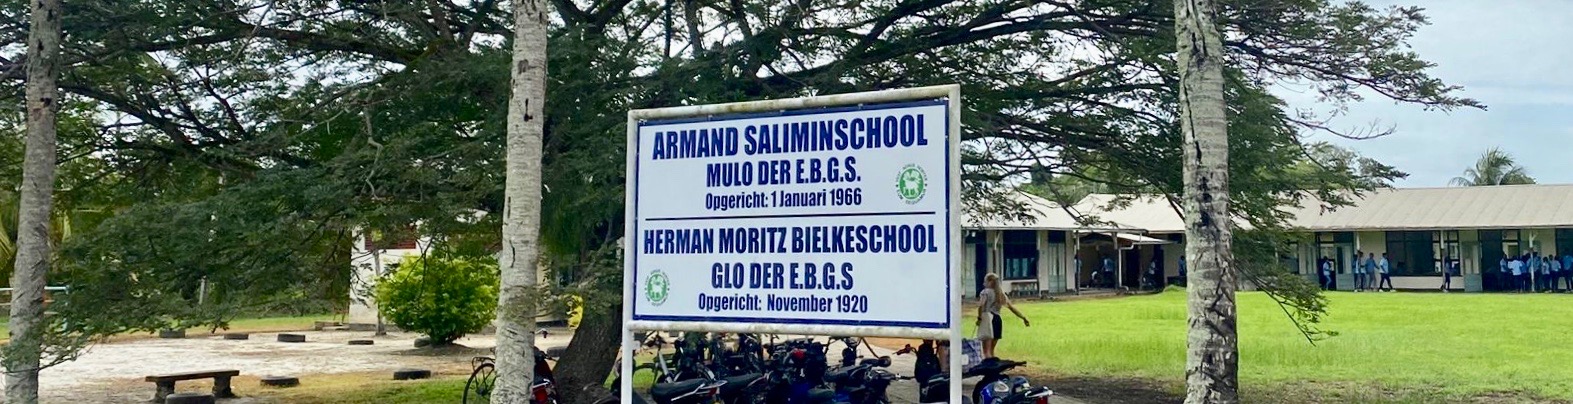 ARMAND SALIMINSCHOOL
MULO DER E.B.G.S.
Opgericht: 1 Januari 1966
HERMAN MORITZ BIELKESCHOOL
GLO DER E.B.G.S
Opgericht: November 1920